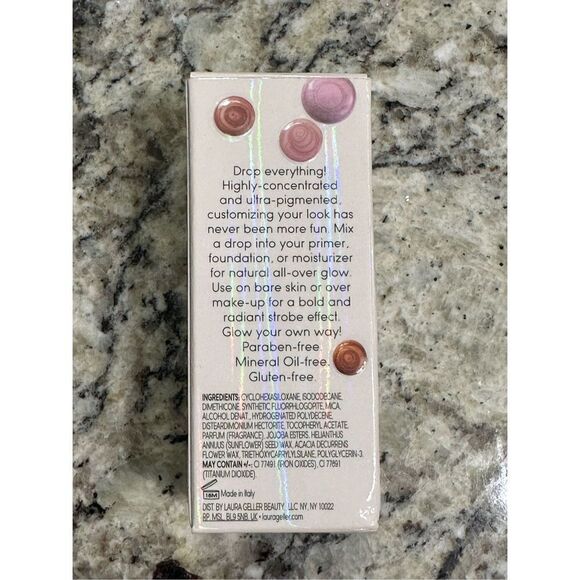 Drop everything!
Highly-concentrated
and ultra-pigmented,
customizing your look has
never been more fun. Mix
a drop into your primer,
foundation, or moisturizer
for natural all-over glow.
Use on bare skin or over
make-up for a bold and
radiant strobe effect.
Glow your own way!
Paraben-free.
Mineral Oil-free.
Gluten-free.
INGREDIENTS: CYCLOHEXASILOXANE, ISODODECANE,
DIMETHICONE, SYNTHETIC FLUORPHLOGOPITE, MICA,
ALCOHOL DENAT., HYDROGENATED POLYDECENE,
DISTEARDIMONIUM HECTORITE, TOCOPHERYL ACETATE,
PARFUM (FRAGRANCE), JOJOBA ESTERS, HELIANTHUS
ANNUUS (SUNFLOWER) SEED WAX, ACACIA DECURRENS
FLOWER WAX, TRIETHOXYCAPRYLYLSILANE, POLYGLYCERIN-3.
MAY CONTAIN +/-: CI 77491 (IRON OXIDES), CI 77891
(TITANIUM DIOXIDE).
18M Made in Italy
DIST. BY LAURA GELLER BEAUTY, LLC NY, NY 10022
RP, MSL, BL9 5NB, UK • laurageller.com